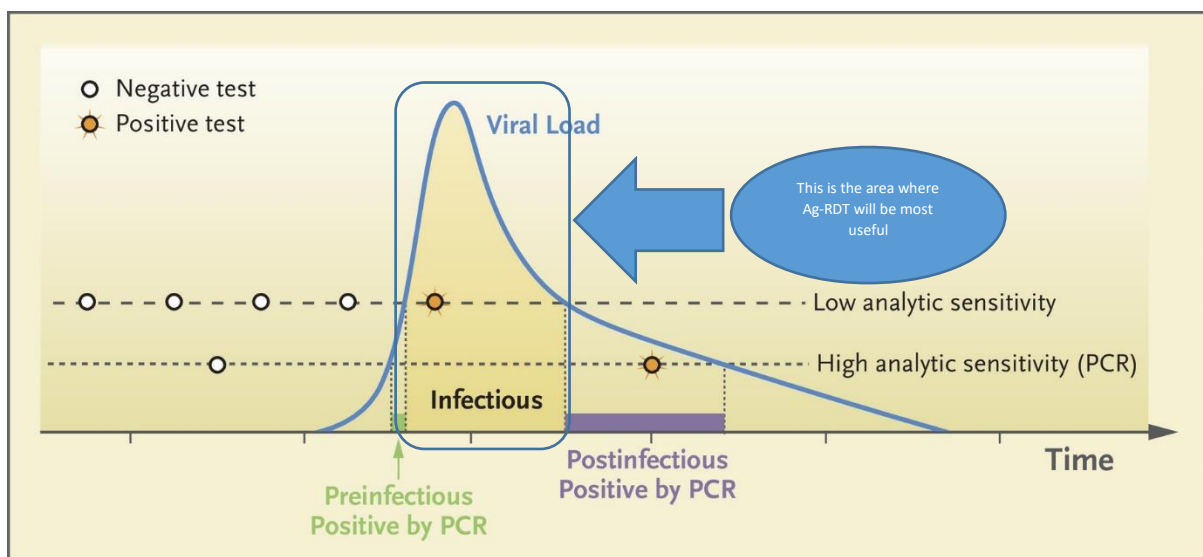 Negative test
Positive test
Viral Load
This is the area where
Ag-RDT will be most
useful
Low analytic sensitivity
High analytic sensitivity (PCR)
Infectious
Time
Preinfectious
Positive by PCR
Postinfectious
Positive by PCR